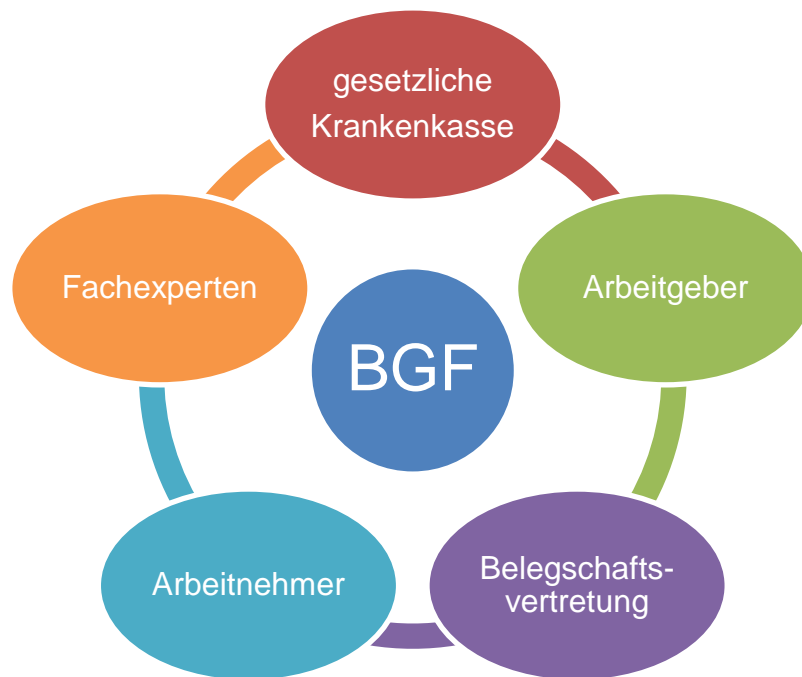 gesetzliche
Krankenkasse
Fachexperten
Arbeitgeber
BGF
Arbeitnehmer
Belegschafts-
vertretung